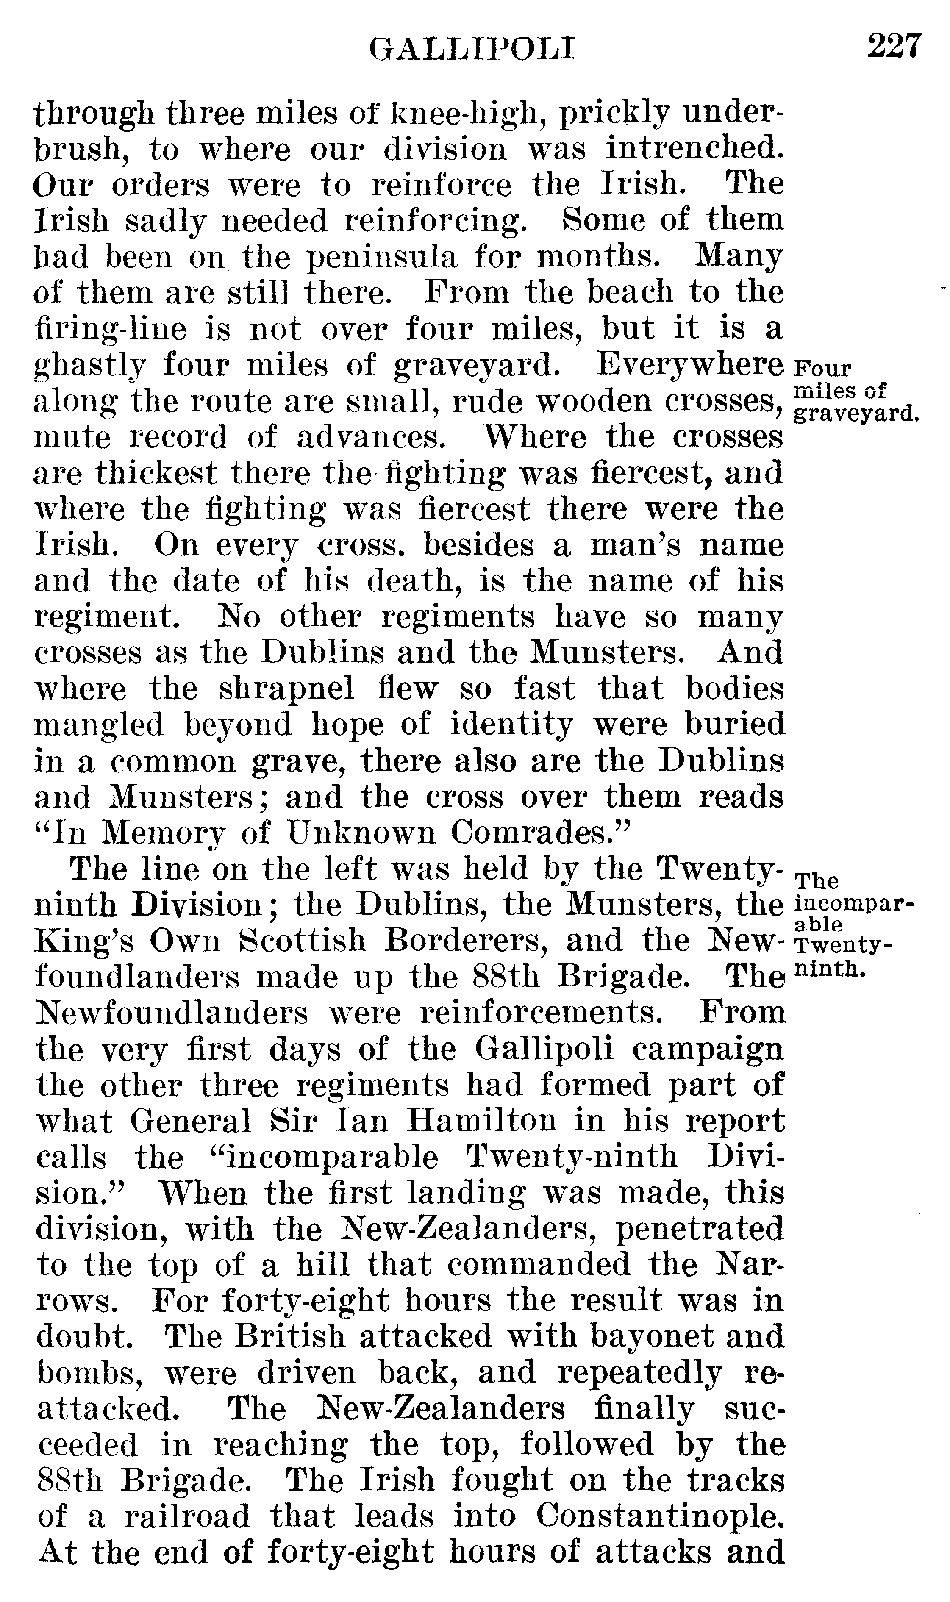 GALLIPOLI 227
through three miles of knee-high, prickly under-
brush, to where our division was intrenched.
Our orders were to reinforce the Irish. The
Irish sadly needed reinforcing. Some of them
had been on the peninsula for months. Many
of them are still there. From the beach to the
firing-line is not over four miles, but it is a
ghastly four miles of graveyard. Everywhere
along the route are small, rude wooden crosses,
mute record of advances. Where the crosses
are thickest there the fighting was fiercest, and
where the fighting was fiercest there were the
Irish. On every cross. besides a man's name
and the date of his death, is the name of his
regiment. No other regiments have so many
crosses as the Dublins and the Munsters. And
where the shrapnel flew so fast that bodies
mangled beyond hope of identity were buried
in a common grave, there also are the Dublins
and Munsters; and the cross over them reads
"In Memory of Unknown Comrades."
Four
miles of
graveyard.
The line on the left was held by the Twenty-
ninth Division; the Dublins, the Munsters, the
King's Own Scottish Borderers, and the New-
foundlanders made up the 88th Brigade. The
Newfoundlanders were reinforcements. From
the very first days of the Gallipoli campaign
the other three regiments had formed part of
what General Sir Ian Hamilton in his report
calls the "incomparable Twenty-ninth Divi-
sion." When the first landing was made, this
division, with the New-Zealanders, penetrated
to the top of a hill that commanded the Nar-
rows. For forty-eight hours the result was in
doubt. The British attacked with bayonet and
bombs, were driven back, and repeatedly re-
attacked. The New-Zealanders finally suc-
ceeded in reaching the top, followed by the
88th Brigade. The Irish fought on the tracks
of a railroad that leads into Constantinople.
At the end of forty-eight hours of attacks and
The
incompar-
able
Twenty-
ninth.